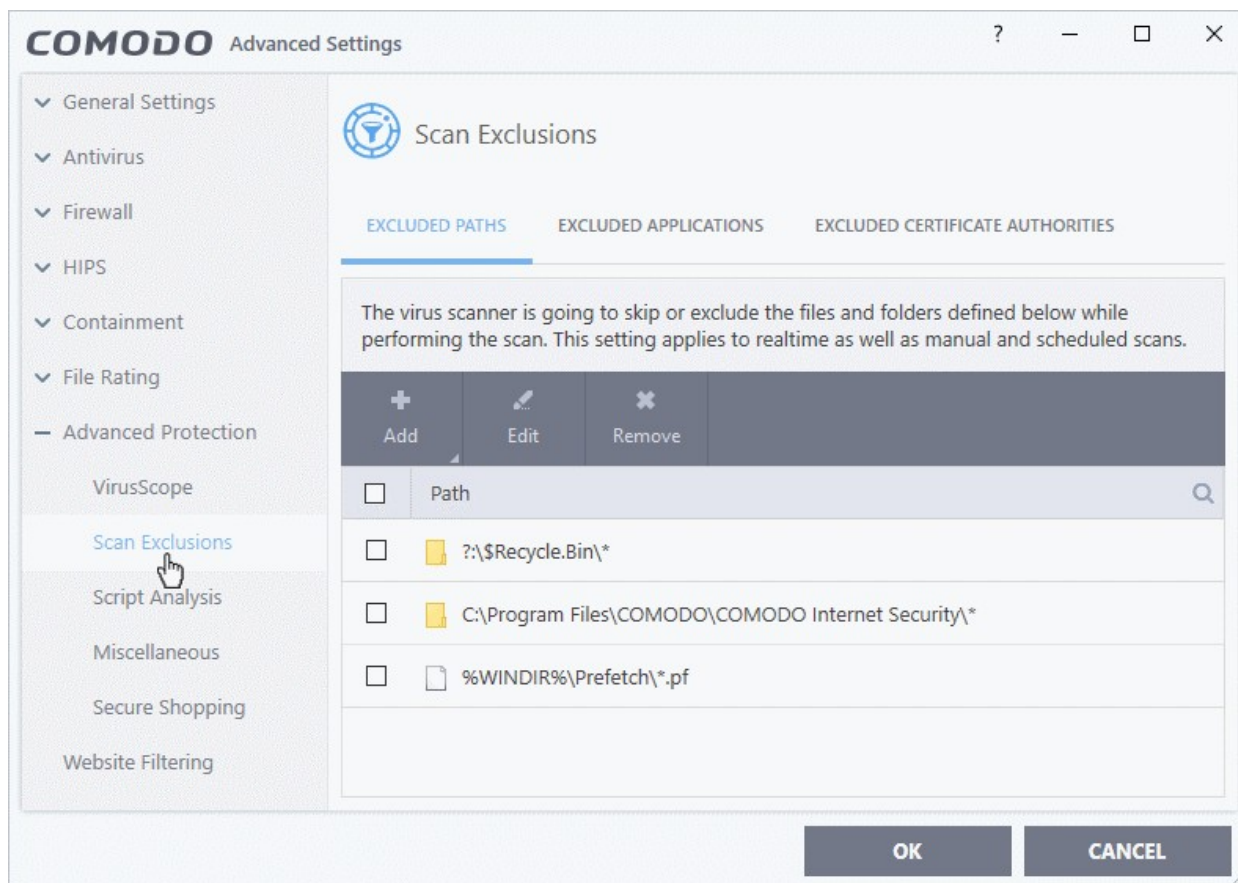 COMODO Advanced Settings ?
General Settings
Antivirus
Firewall
HIPS
Containment
File Rating
Advanced Protection
VirusScope
Scan Exclusions
Script Analysis
Miscellaneous
Secure Shopping
Website Filtering
Scan Exclusions
EXCLUDED PATHS EXCLUDED APPLICATIONS EXCLUDED CERTIFICATE AUTHORITIES
The virus scanner is going to skip or exclude the files and folders defined below while
performing the scan. This setting applies to realtime as well as manual and scheduled scans.
Add Edit Remove
Path
?:\$Recycle.Bin\*
C:\Program Files\COMODO\COMODO Internet Security\*
%WINDIR%\Prefetch\*.pf
OK CANCEL